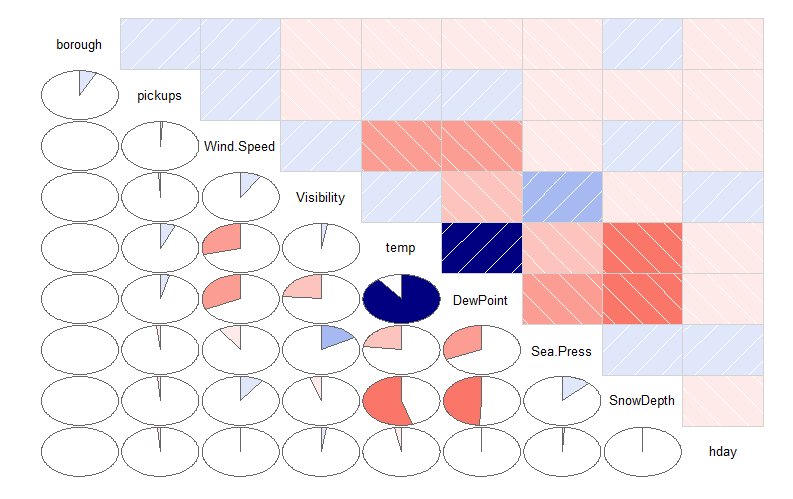 borough
pickups
Wind.Speed
Visibility
temp
DewPoint
Sea.Press
SnowDepth
hday